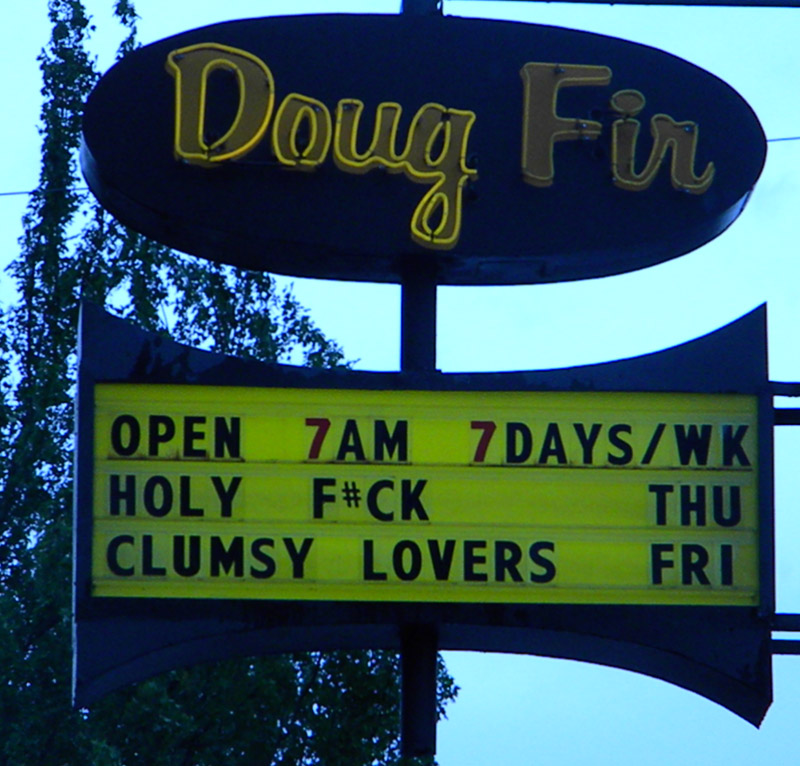 Doug Fir
OPEN 7AM 7DAYS/WK
HOLY F#CK THU
CLUMSY LOVERS FRI